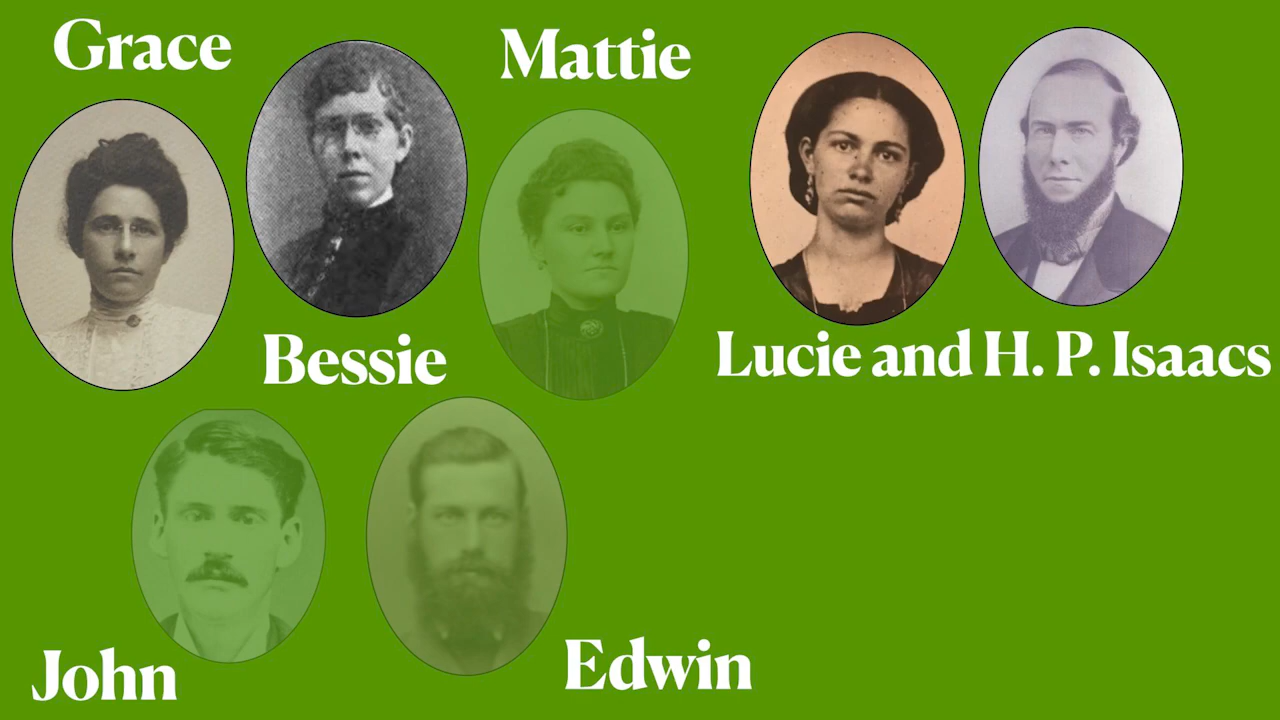 Grace
Mattie
Bessie
Lucie and H. P. Isaacs
John
Edwin